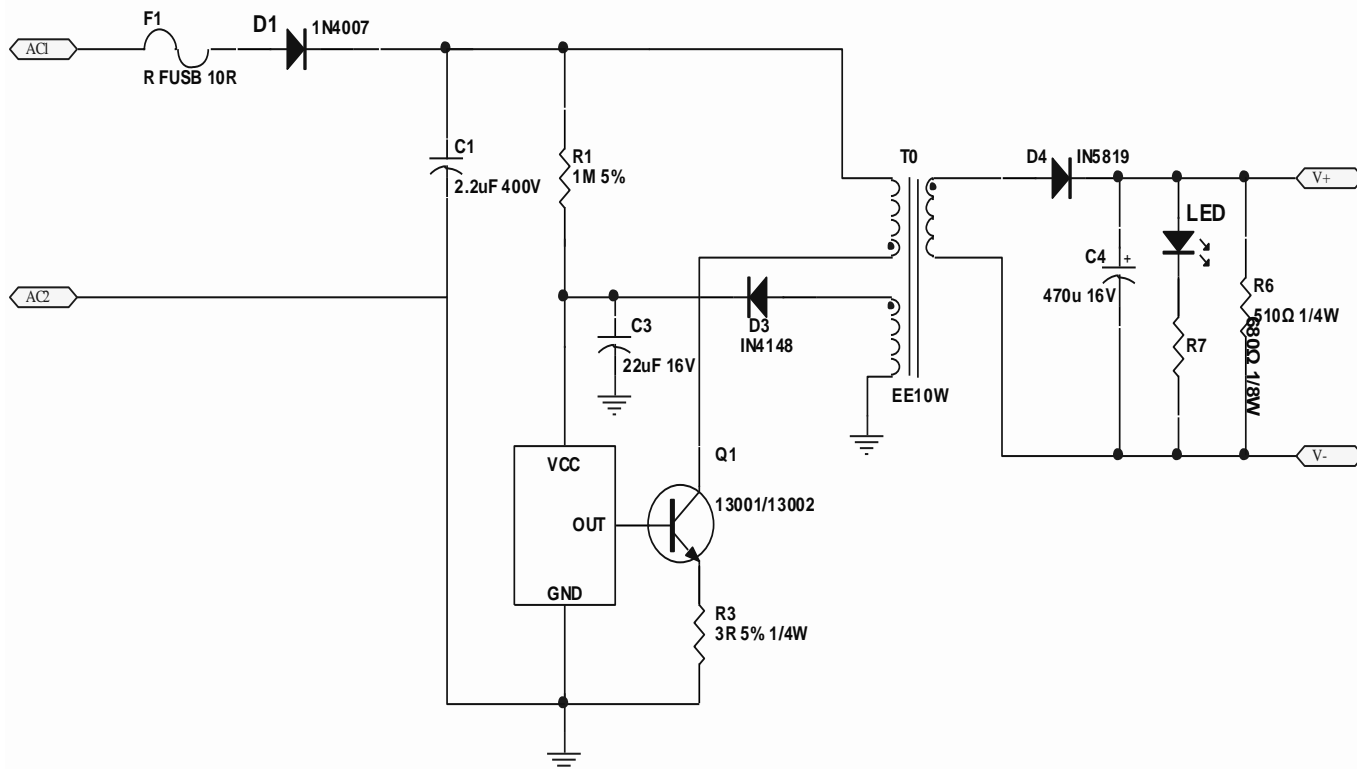 F1
D1
1N4007
AC1
R FUSB 10R
C1
2.2uF 400V
R1
1M 5%
T0
D4
IN5819
V+
LED
C4
+
470u 16V
R6
510Ω 1/4W
680Ω 1/8W
R7
AC2
C3
22uF 16V
D3
IN4148
EE10W
VCC
OUT
GND
Q1
13001/13002
V-
R3
3R 5% 1/4W